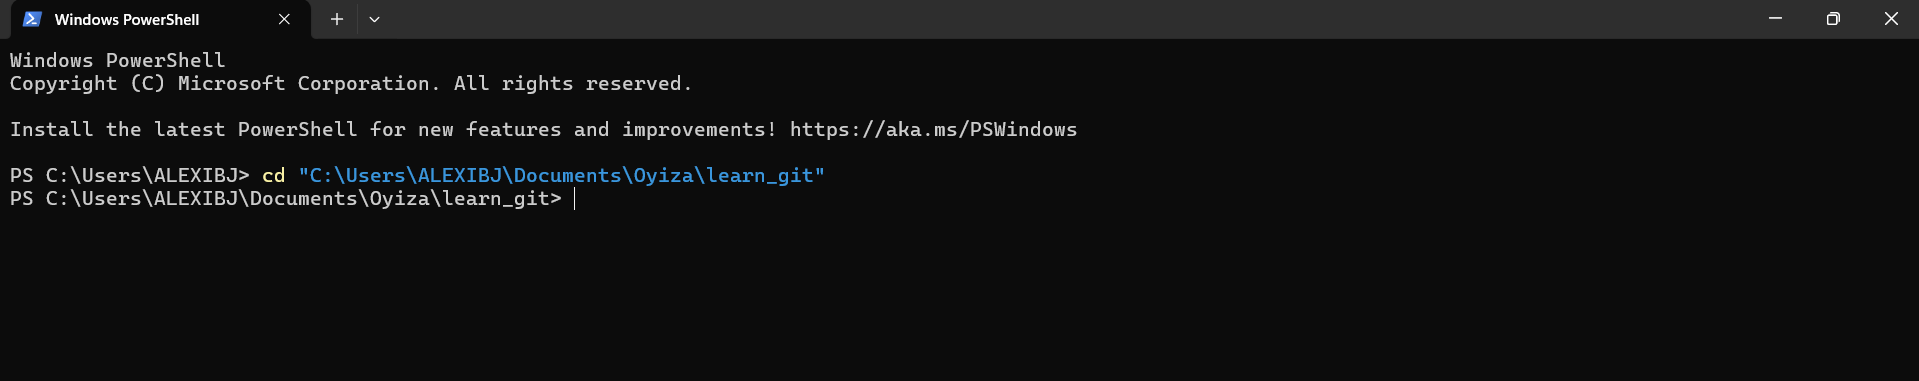 Windows PowerShell
Windows PowerShell
Copyright (C) Microsoft Corporation. All rights reserved.
Install the latest PowerShell for new features and improvements! https://aka.ms/PSWindows
PS C:\Users\ALEXIBJ> cd "C:\Users\ALEXIBJ\Documents\Oyiza\learn_git"
PS C:\Users\ALEXIBJ\Documents\Oyiza\learn_git>